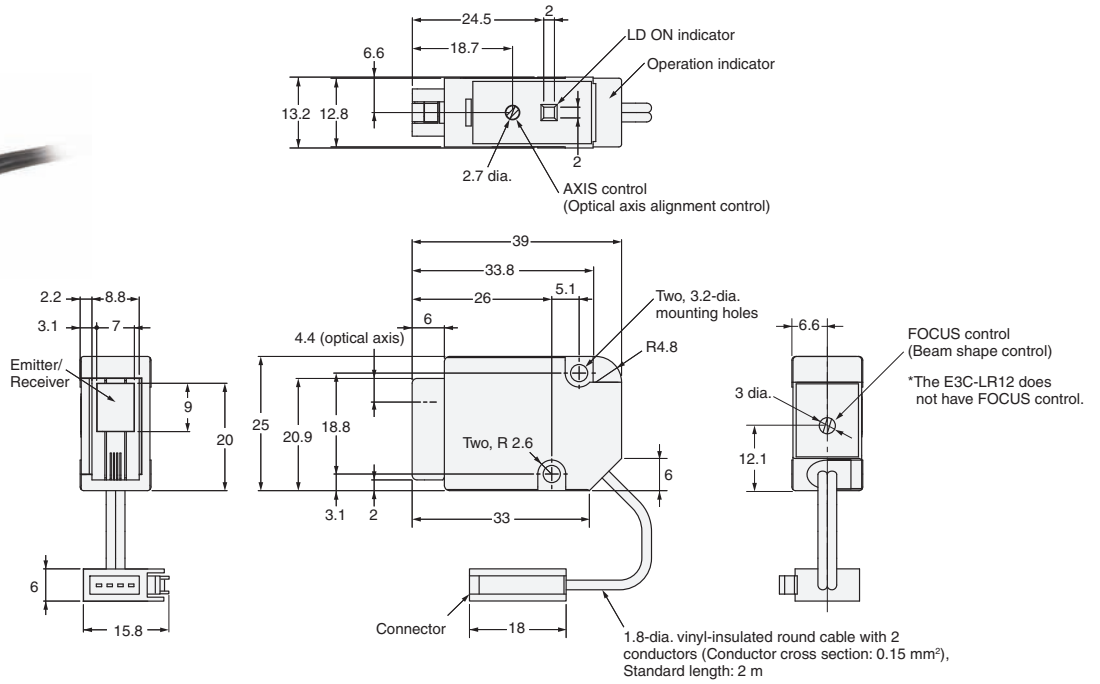 24.5
2
18.7
LD ON indicator
6.6
Operation indicator
13.2
12.8
2
2.7 dia.
AXIS control
(Optical axis alignment control)
39
33.8
26
5.1
Two, 3.2-dia.
mounting holes
6
R4.8
4.4 (optical axis)
2.2
8.8
3.1
7
Emitter/
Receiver
9
20
25
20.9
18.8
Two, R 2.6
6
3.1
2
33
6.6
FOCUS control
(Beam shape control)
*The E3C-LR12 does
not have FOCUS control.
3 dia.
12.1
6
15.8
Connector
18
1.8-dia. vinyl-insulated round cable with 2
conductors (Conductor cross section: 0.15 mm²),
Standard length: 2 m